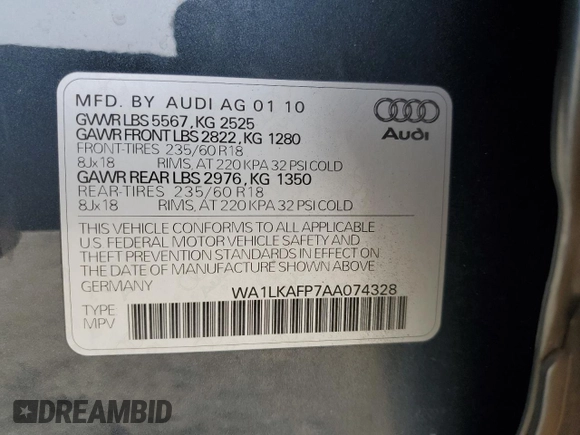 MFD. BY AUDI AG 01 10
GVWR LBS 5567, KG 2525
GAWR FRONT LBS 2822, KG 1280
FRONT-TIRES 235/60 R18
8Jx18 RIMS, AT 220 KPA 32 PSI COLD
GAWR REAR LBS 2976, KG 1350
REAR-TIRES 235/60 R18
8Jx18 RIMS, AT 220 KPA 32 PSI COLD
Audi
THIS VEHICLE CONFORMS TO ALL APPLICABLE
U.S. FEDERAL MOTOR VEHICLE SAFETY AND
THEFT PREVENTION STANDARDS IN EFFECT ON
THE DATE OF MANUFACTURE SHOWN ABOVE.
GERMANY WA1LKAFP7AA074328
TYPE
MPV
DREAMBID